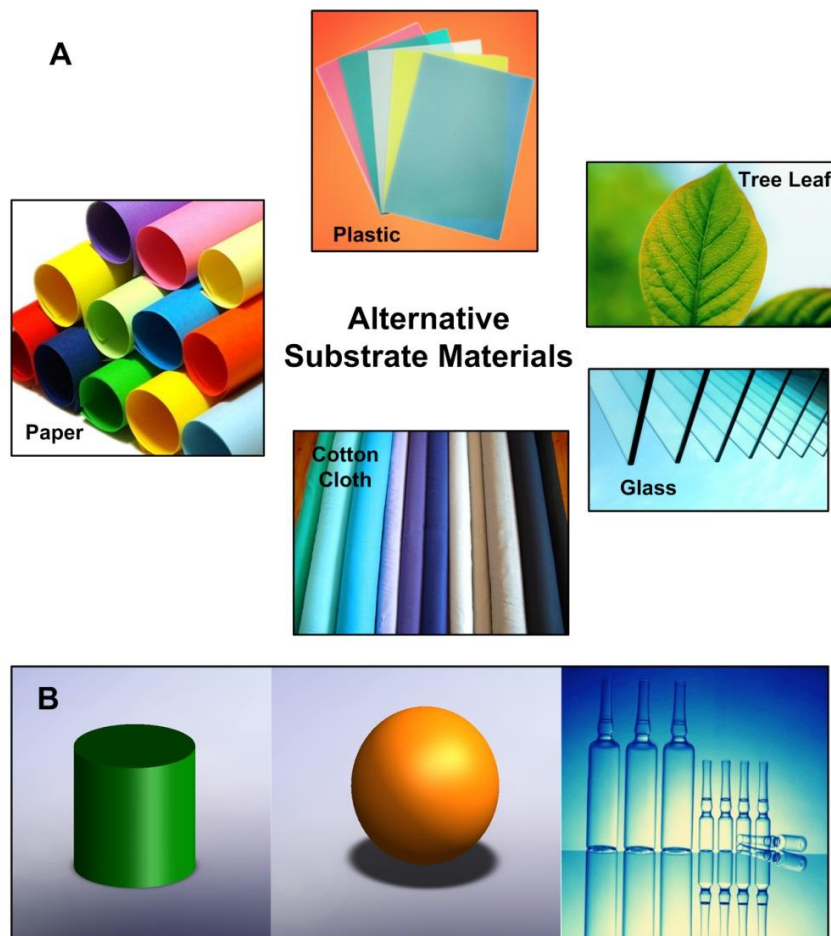 A
Plastic
Tree Leaf
Paper
Alternative
Substrate Materials
Cotton
Cloth
Glass
B